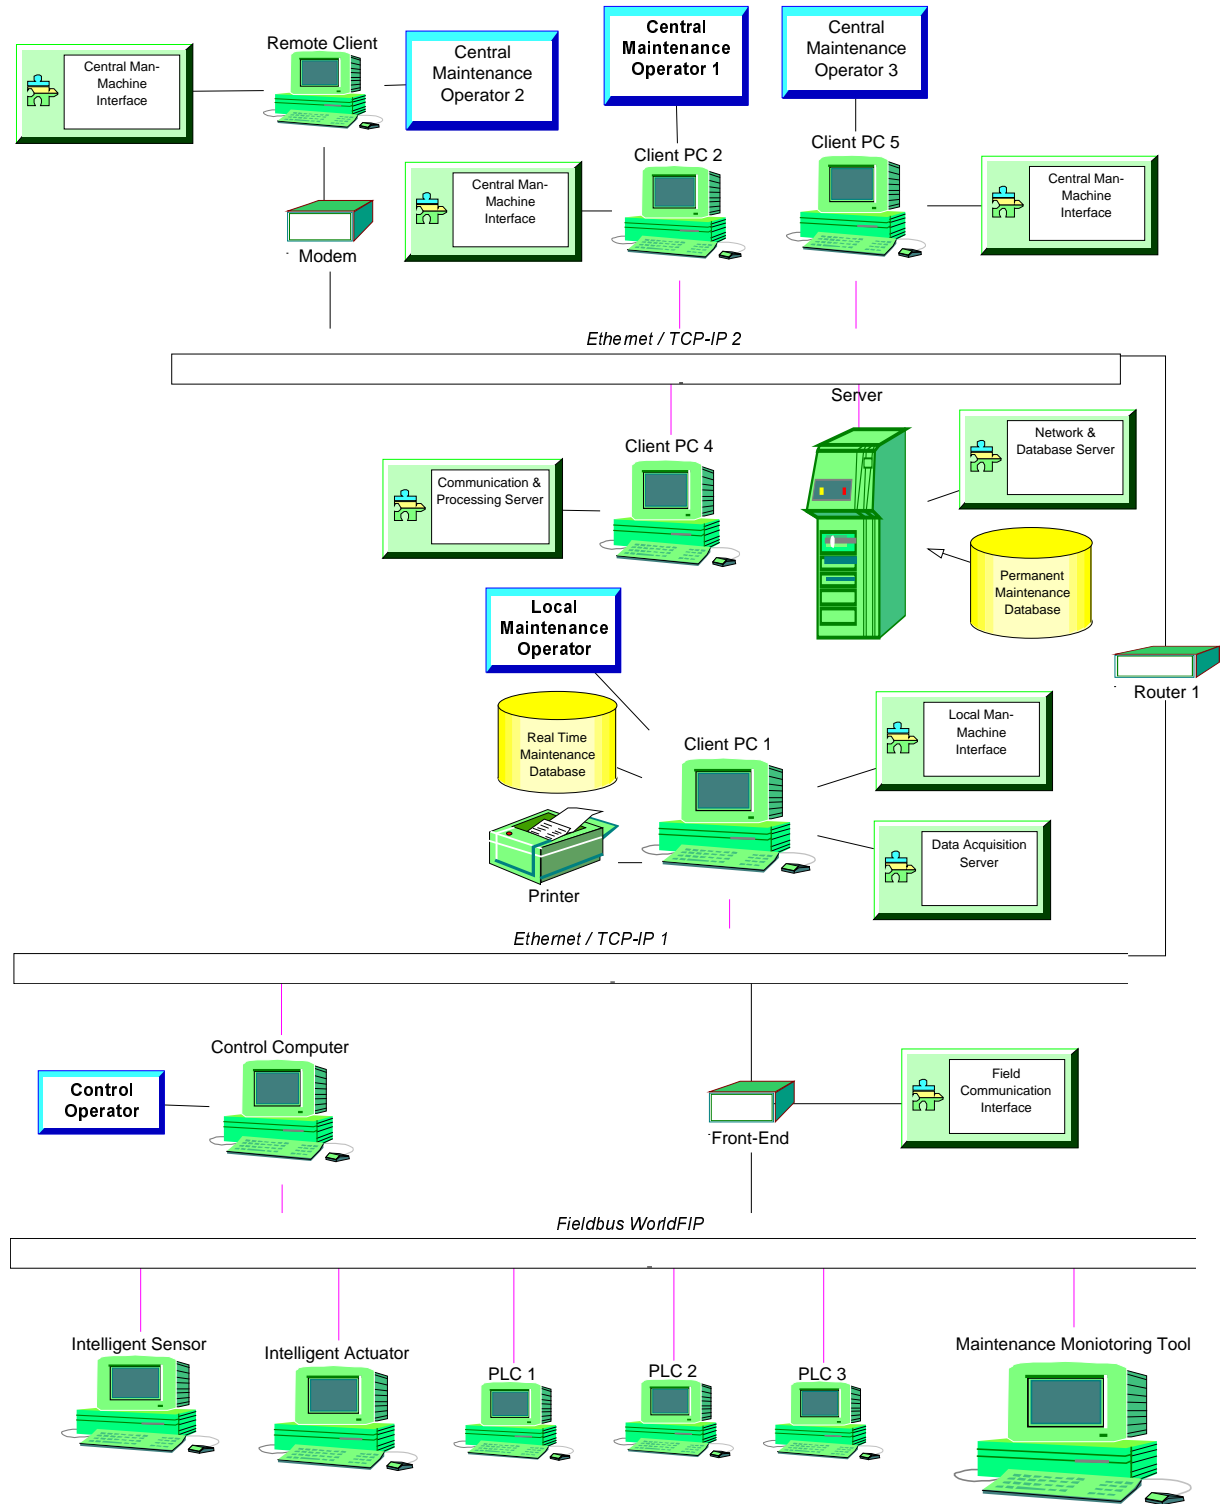 Remote Client
Central Man-
Machine
Interface
Central
Maintenance
Operator 2
Central
Maintenance
Operator 1
Central
Maintenance
Operator 3
Client PC 2
Client PC 5
Central Man-
Machine
Interface
Central Man-
Machine
Interface
Modem
Ethernet / TCP-IP 2
Server
Client PC 4
Communication &
Processing Server
Network &
Database Server
Permanent
Maintenance
Database
Local
Maintenance
Operator
Router 1
Real Time
Maintenance
Database
Client PC 1
Local Man-
Machine
Interface
Data Acquisition
Server
Printer
Ethernet / TCP-IP 1
Control Computer
Control
Operator
Front-End
Field
Communication
Interface
Fieldbus WorldFIP
Intelligent Sensor
Intelligent Actuator
PLC 1
PLC 2
PLC 3
Maintenance Moniotoring Tool